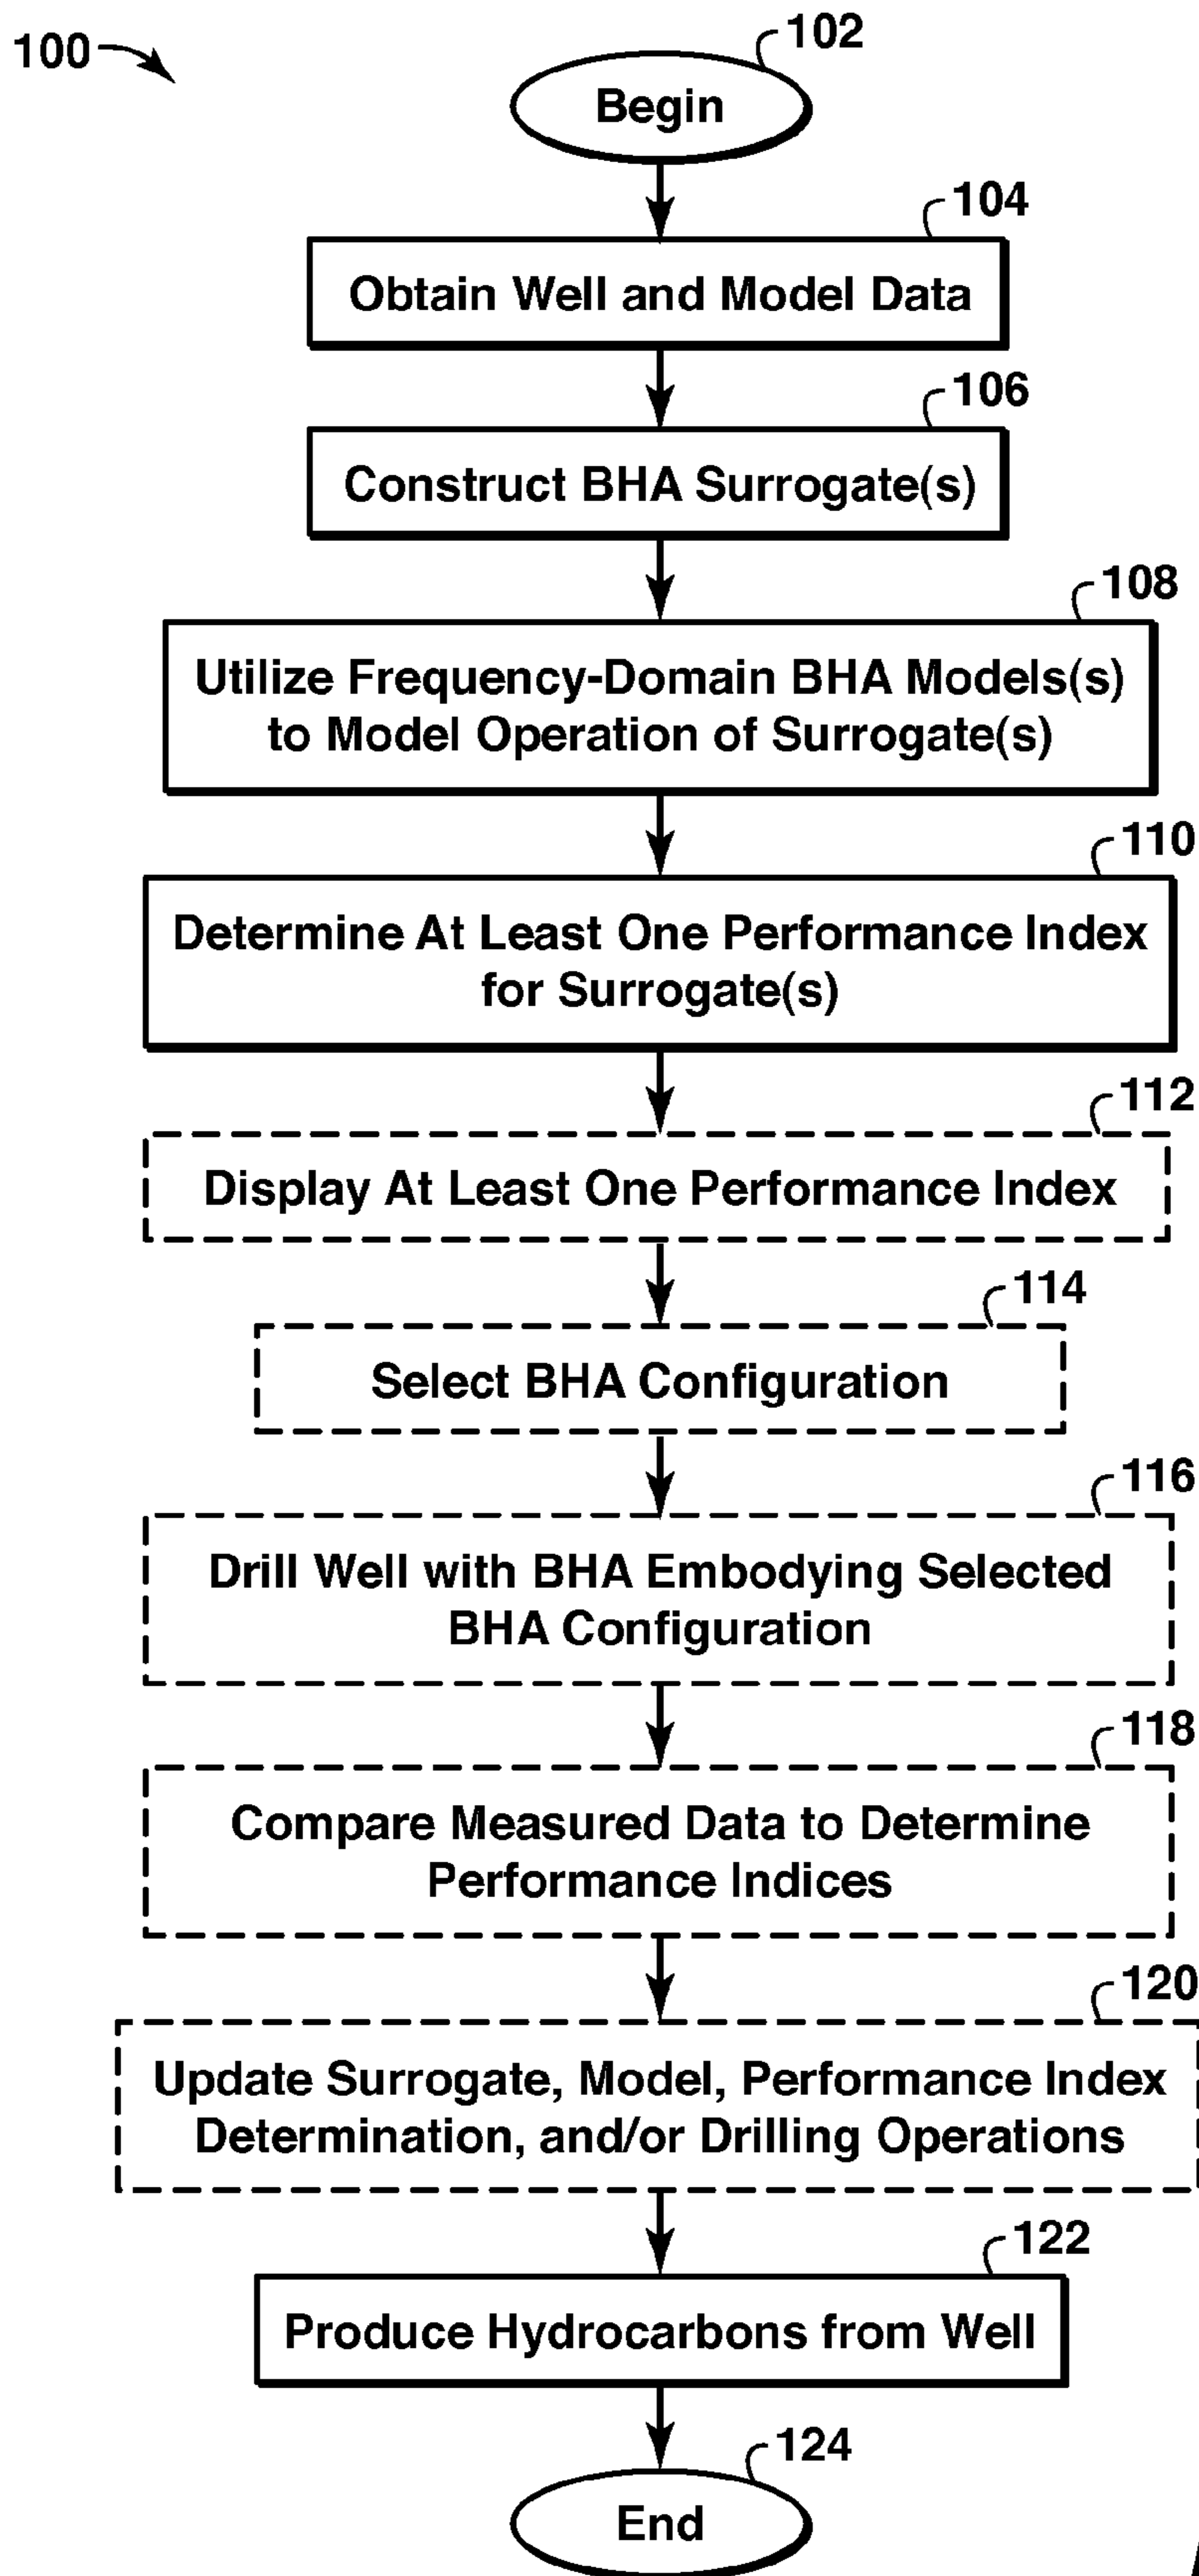 100
102
Begin
104
Obtain Well and Model Data
106
Construct BHA Surrogate(s)
108
Utilize Frequency-Domain BHA Models(s)
to Model Operation of Surrogate(s)
110
Determine At Least One Performance Index
for Surrogate(s)
112
Display At Least One Performance Index
114
Select BHA Configuration
116
Drill Well with BHA Embodying Selected
BHA Configuration
118
Compare Measured Data to Determine
Performance Indices
120
Update Surrogate, Model, Performance Index
Determination, and/or Drilling Operations
122
Produce Hydrocarbons from Well
124
End